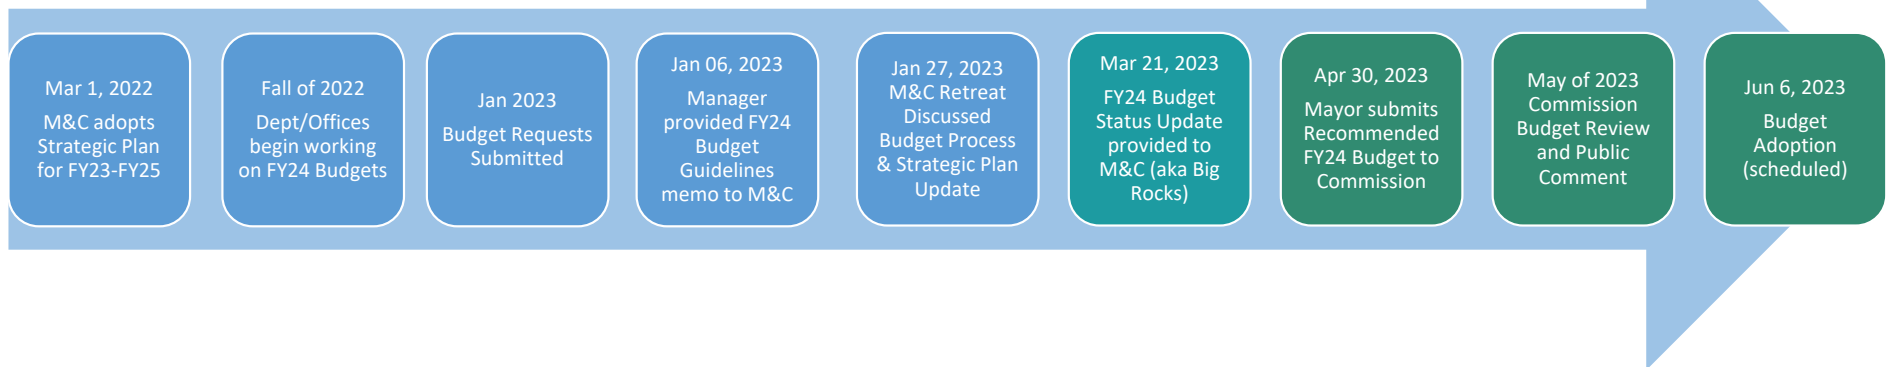 Mar 1, 2022
M&C adopts
Strategic Plan
for FY23-FY25
Fall of 2022
Dept/Offices
begin working
on FY24 Budgets
Jan 2023
Budget Requests
Submitted
Jan 06, 2023
Manager
provided FY24
Budget
Guidelines
memo to M&C
Jan 27, 2023
M&C Retreat
Discussed
Budget Process
& Strategic Plan
Update
Mar 21, 2023
FY24 Budget
Status Update
provided to
M&C (aka Big
Rocks)
Apr 30, 2023
Mayor submits
Recommended
FY24 Budget to
Commission
May of 2023
Commission
Budget Review
and Public
Comment
Jun 6, 2023
Budget
Adoption
(scheduled)